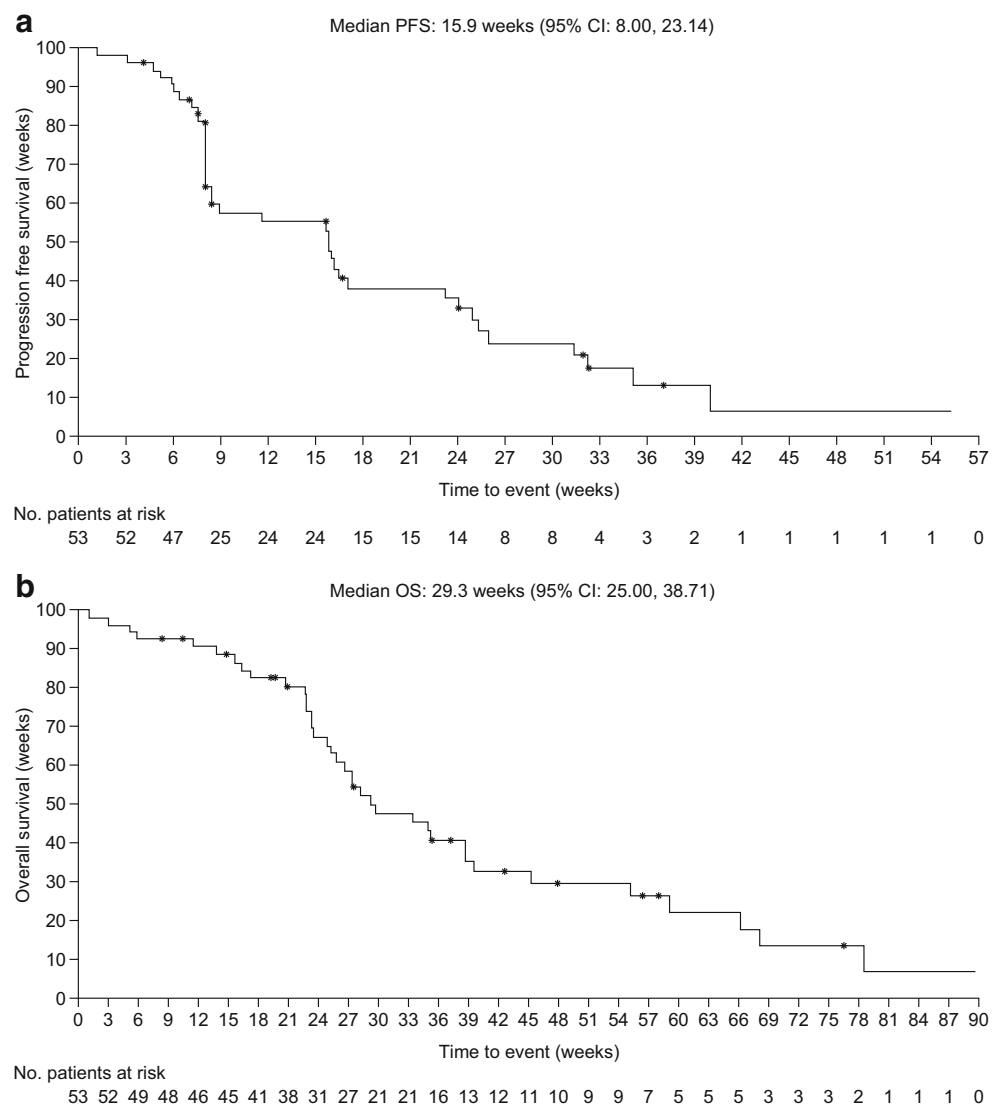 a
Median PFS: 15.9 weeks (95% CI: 8.00, 23.14)
Progression free survival (weeks)
100
90
80
70
60
50
40
30
20
10
0
0 3 6 9 12 15 18 21 24 27 30 33 36 39 42 45 48 51 54 57
Time to event (weeks)
No. patients at risk
53 52 47 25 24 24 15 15 14 8 8 4 3 2 1 1 1 1 1 0
b
Median OS: 29.3 weeks (95% CI: 25.00, 38.71)
Overall survival (weeks)
100
90
80
70
60
50
40
30
20
10
0
0 3 6 9 12 15 18 21 24 27 30 33 36 39 42 45 48 51 54 57 60 63 66 69 72 75 78 81 84 87 90
Time to event (weeks)
No. patients at risk
53 52 49 48 46 45 41 38 31 27 21 21 16 13 12 11 10 9 9 7 5 5 5 3 3 3 2 1 1 1 0